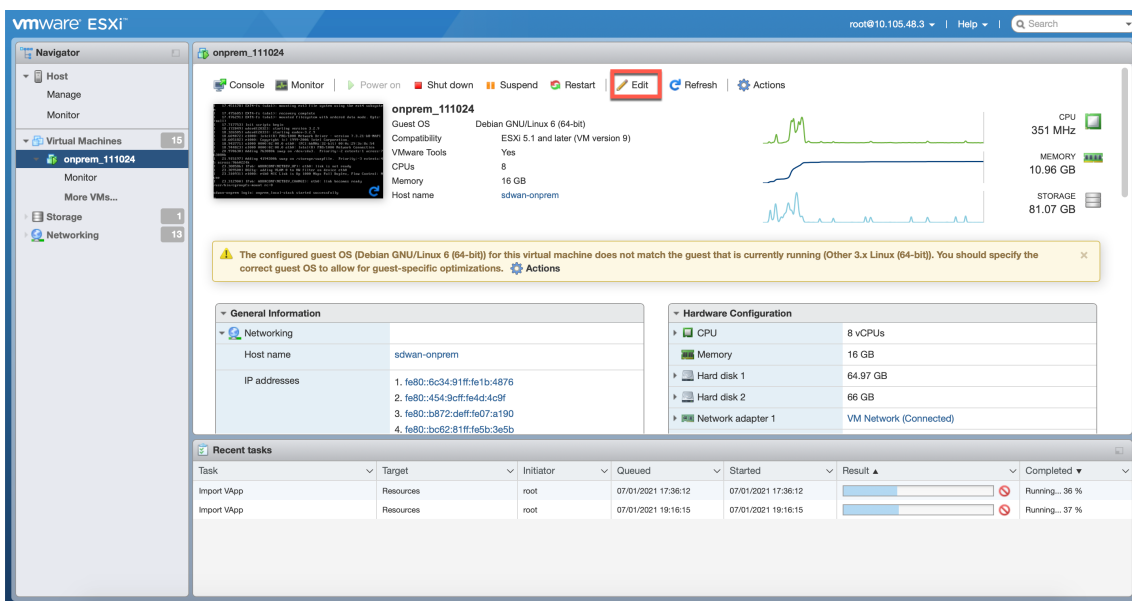 vmware ESXi™
root@10.105.48.3 | Help | Search
Navigator
Host
Manage
Monitor
Virtual Machines 15
onprem_111024
Monitor
More VMs...
Storage 1
Networking 13
onprem_111024
Console Monitor Power on Shut down Suspend Restart Edit Refresh Actions
onprem_111024
Guest OS Debian GNU/Linux 6 (64-bit)
Compatibility ESXi 5.1 and later (VM version 9)
VMware Tools Yes
CPUs 8
Memory 16 GB
Host name sdwan-onprem
CPU
351 MHz
MEMORY
10.96 GB
STORAGE
81.07 GB
The configured guest OS (Debian GNU/Linux 6 (64-bit)) for this virtual machine does not match the guest that is currently running (Other 3.x Linux (64-bit)). You should specify the
correct guest OS to allow for guest-specific optimizations. Actions
General Information
Networking
Host name sdwan-onprem
IP addresses 1. fe80::6c34:91ff:fe1b:4876
2. fe80::454:9cff:fe4d:4c9f
3. fe80::b872:deff:fe07:a190
4. fe80::bc62:81ff:fe5b:3e5b
Hardware Configuration
CPU 8 vCPUs
Memory 16 GB
Hard disk 1 64.97 GB
Hard disk 2 66 GB
Network adapter 1 VM Network (Connected)
Recent tasks
Task Target Initiator Queued Started Result ▲ Completed ▼
Import VApp Resources root 07/01/2021 17:36:12 07/01/2021 17:36:12 Running... 36 %
Import VApp Resources root 07/01/2021 19:16:15 07/01/2021 19:16:15 Running... 37 %